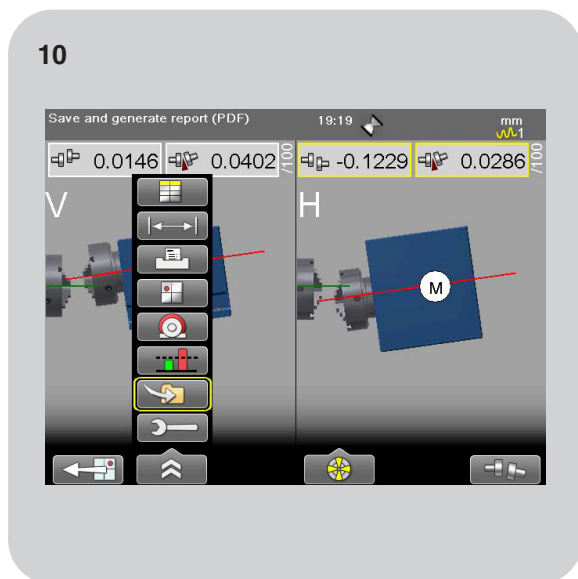 10
Save and generate report (PDF) 19:19 mm
1
0.0146 0.0402 /100 -0.1229 0.0286 /100
V H
M